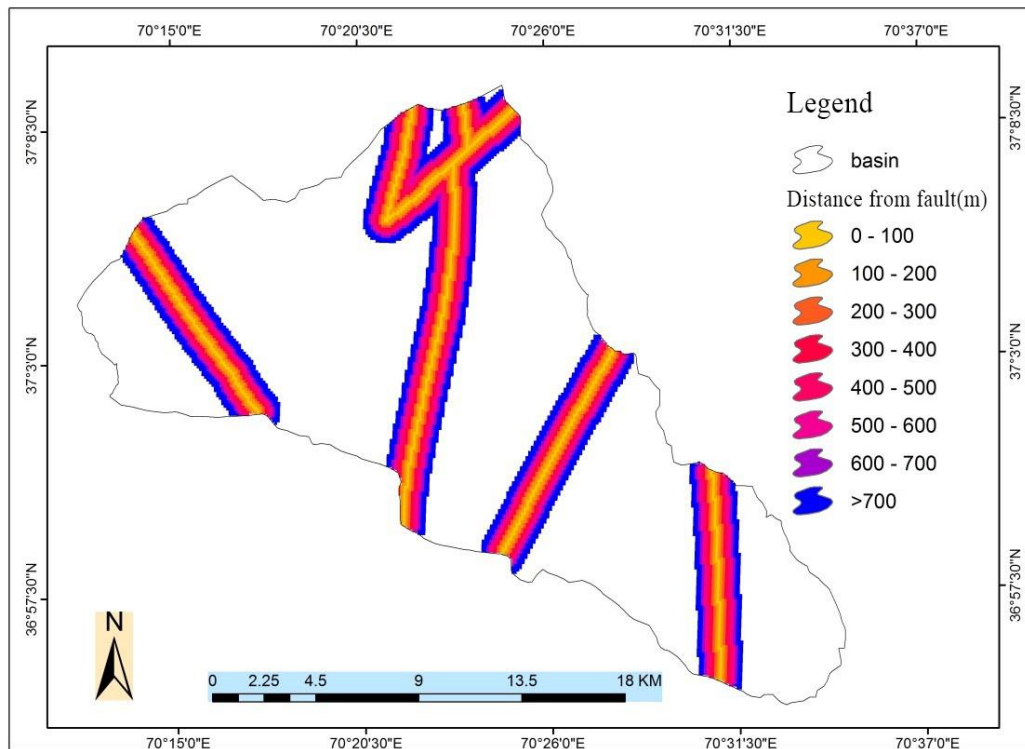 70°15'0"E 70°20'30"E 70°26'0"E 70°31'30"E 70°37'0"E
37°8'30"N
37°8'30"N
Legend
basin
Distance from fault(m)
0 - 100
100 - 200
200 - 300
300 - 400
400 - 500
500 - 600
600 - 700
>700
37°3'0"N
37°3'0"N
36°57'30"N
36°57'30"N
N
0 2.25 4.5 9 13.5 18 KM
70°15'0"E 70°20'30"E 70°26'0"E 70°31'30"E 70°37'0"E